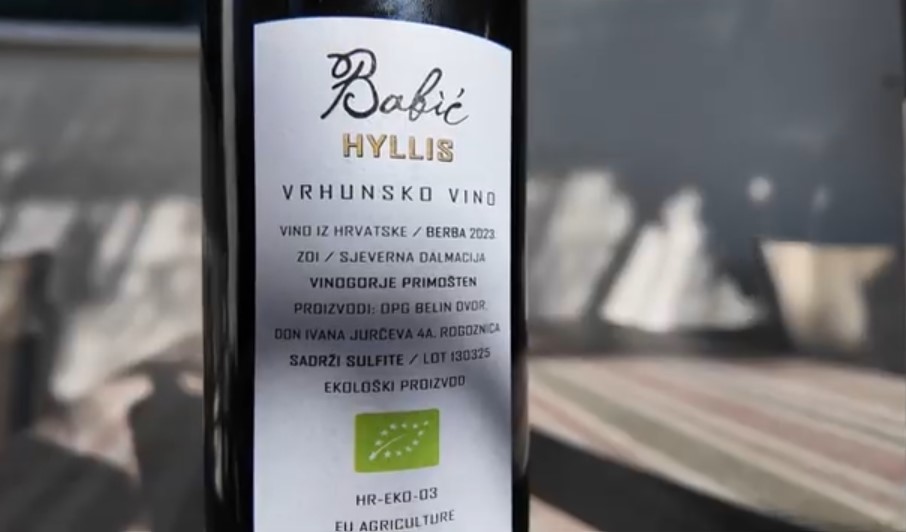 Babić
HYLLIS
VRHUNSKO VINO
VINO IZ HRVATSKE / BERBA 2023.
ZOI / SJEVERNA DALMACIJA
VINOGORJE PRIMOŠTEN
PROIZVODI: OPG BELIN DVOR,
DON IVANA JURČEVA 4A, ROGOZNICA
SADRŽI SULFITE / LOT 130325
EKOLOŠKI PROIZVOD
HR-EKO-03
EU AGRICULTURE